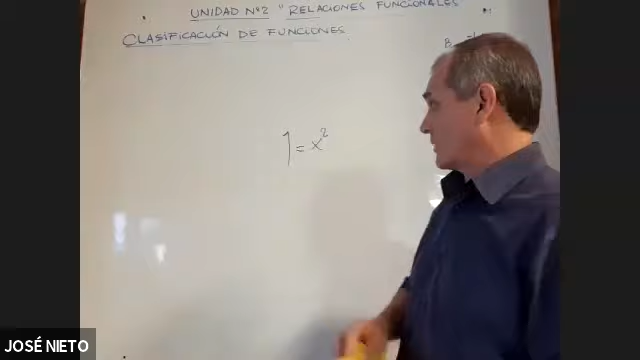 UNIDAD Nº2 "RELACIONES FUNCIONALES
CLASIFICACIÓN DE FUNCIONES
y = x²
JOSÉ NIETO